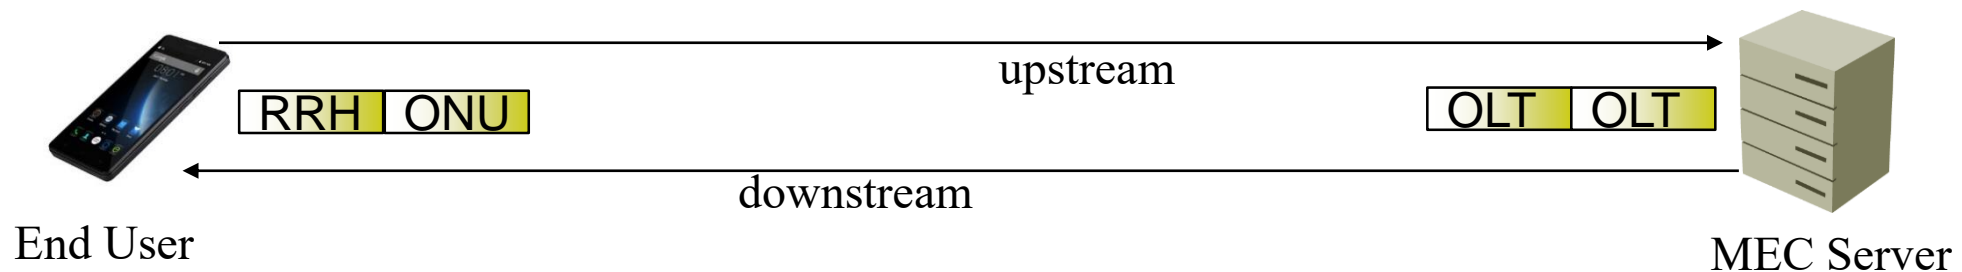 upstream
RRH ONU
OLT OLT
downstream
End User
MEC Server